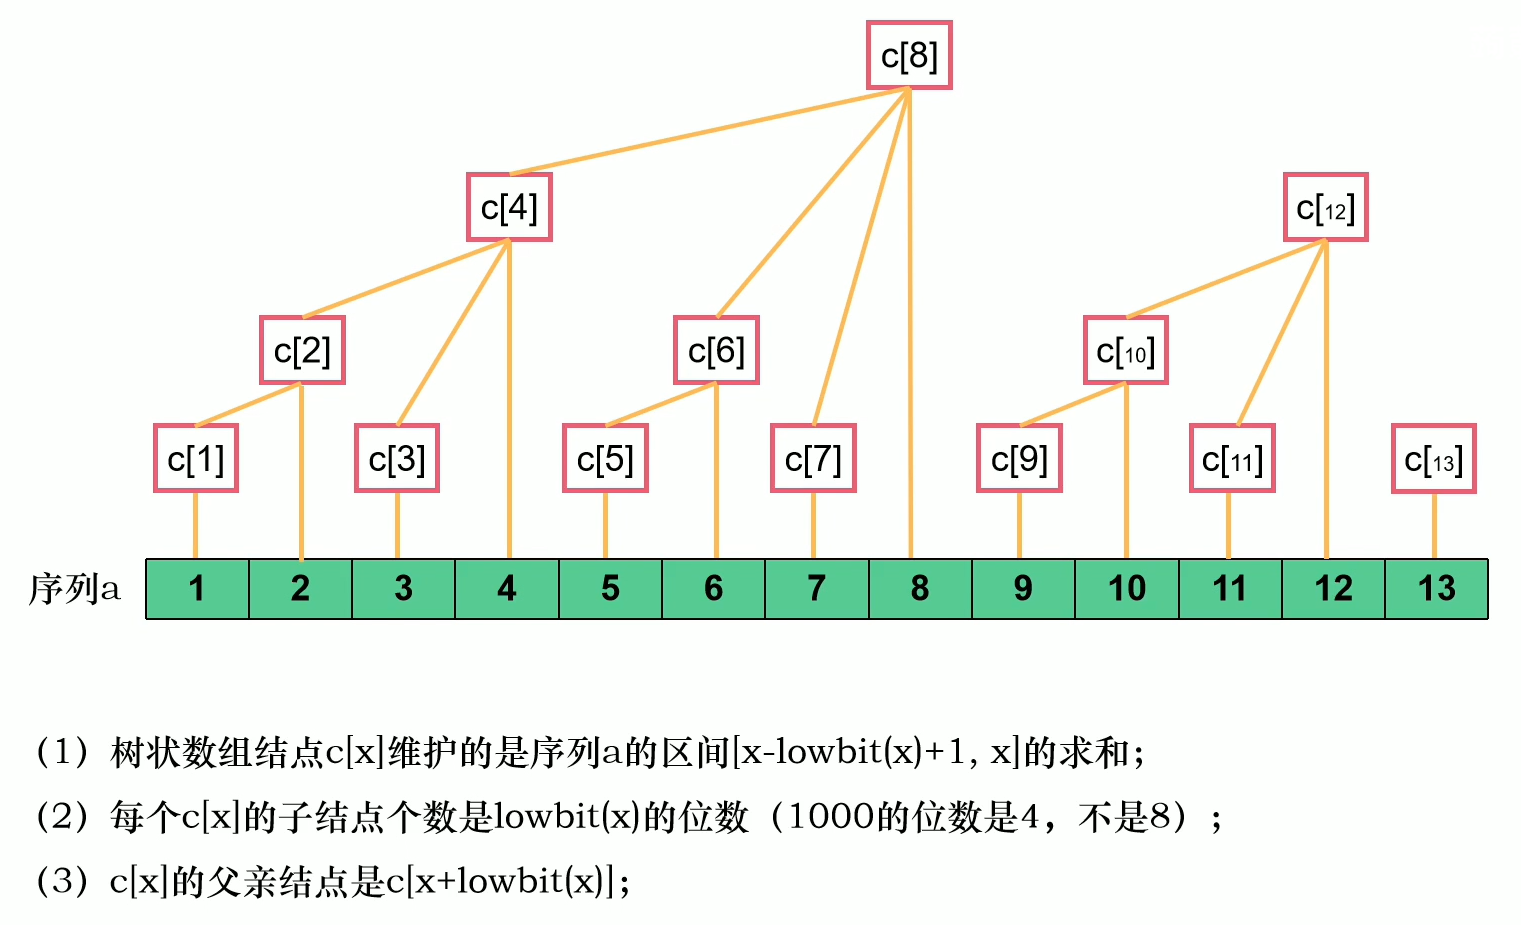 c[8]
c[4]
c[12]
c[2]
c[6]
c[10]
c[1]
c[3]
c[5]
c[7]
c[9]
c[11]
c[13]
序列a 1 2 3 4 5 6 7 8 9 10 11 12 13
（1）树状数组结点c[x]维护的是序列a的区间[x-lowbit(x)+1, x]的求和；
（2）每个c[x]的子结点个数是lowbit(x)的位数（1000的位数是4，不是8）；
（3）c[x]的父亲结点是c[x+lowbit(x)]；